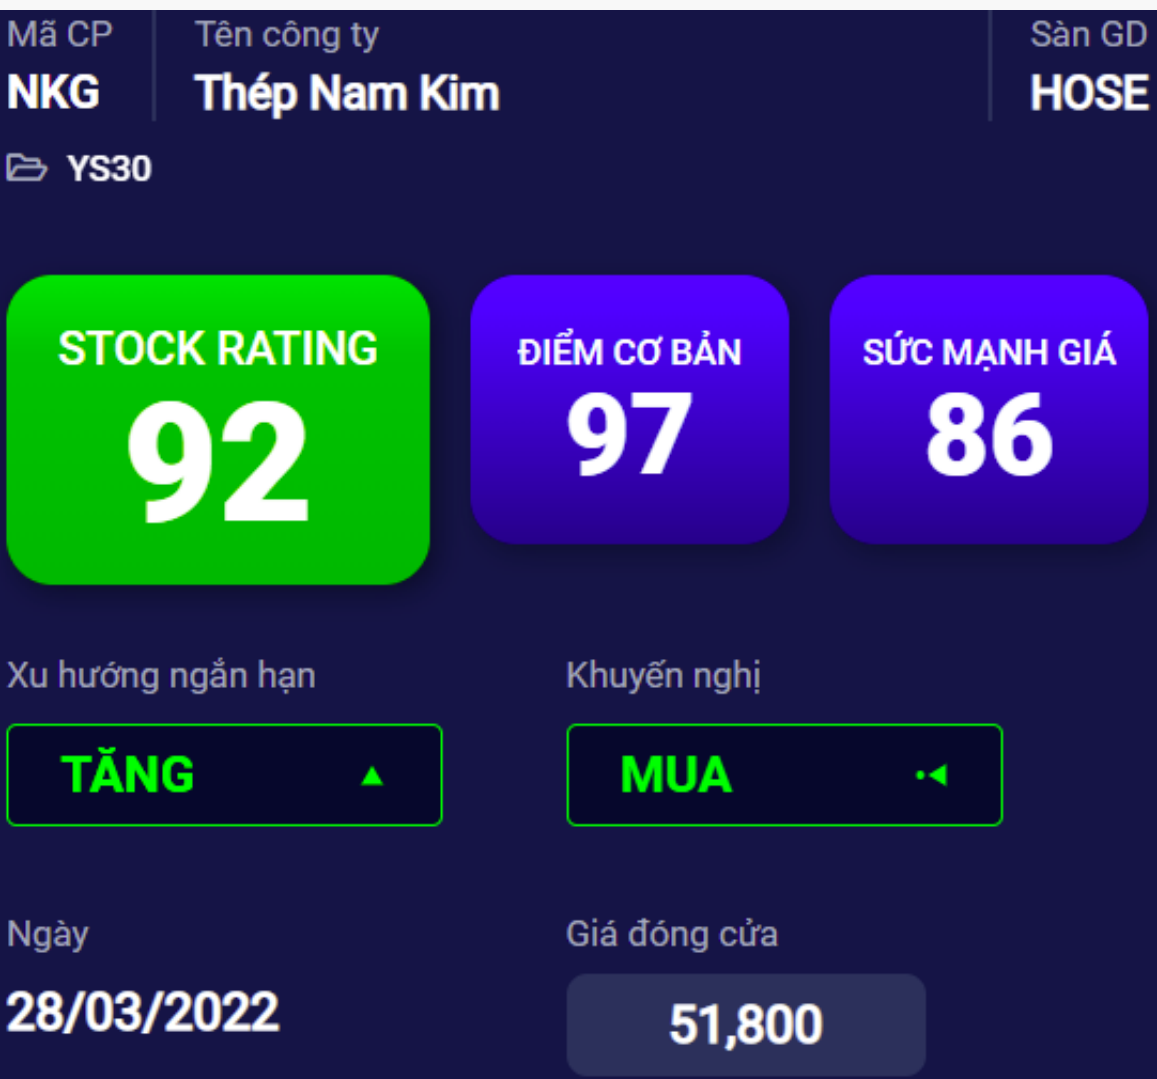 Mã CP Tên công ty Sàn GD
NKG Thép Nam Kim HOSE
YS30
STOCK RATING ĐIỂM CƠ BẢN SỨC MẠNH GIÁ
92 97 86
Xu hướng ngắn hạn Khuyến nghị
TĂNG MUA
Ngày Giá đóng cửa
28/03/2022 51,800